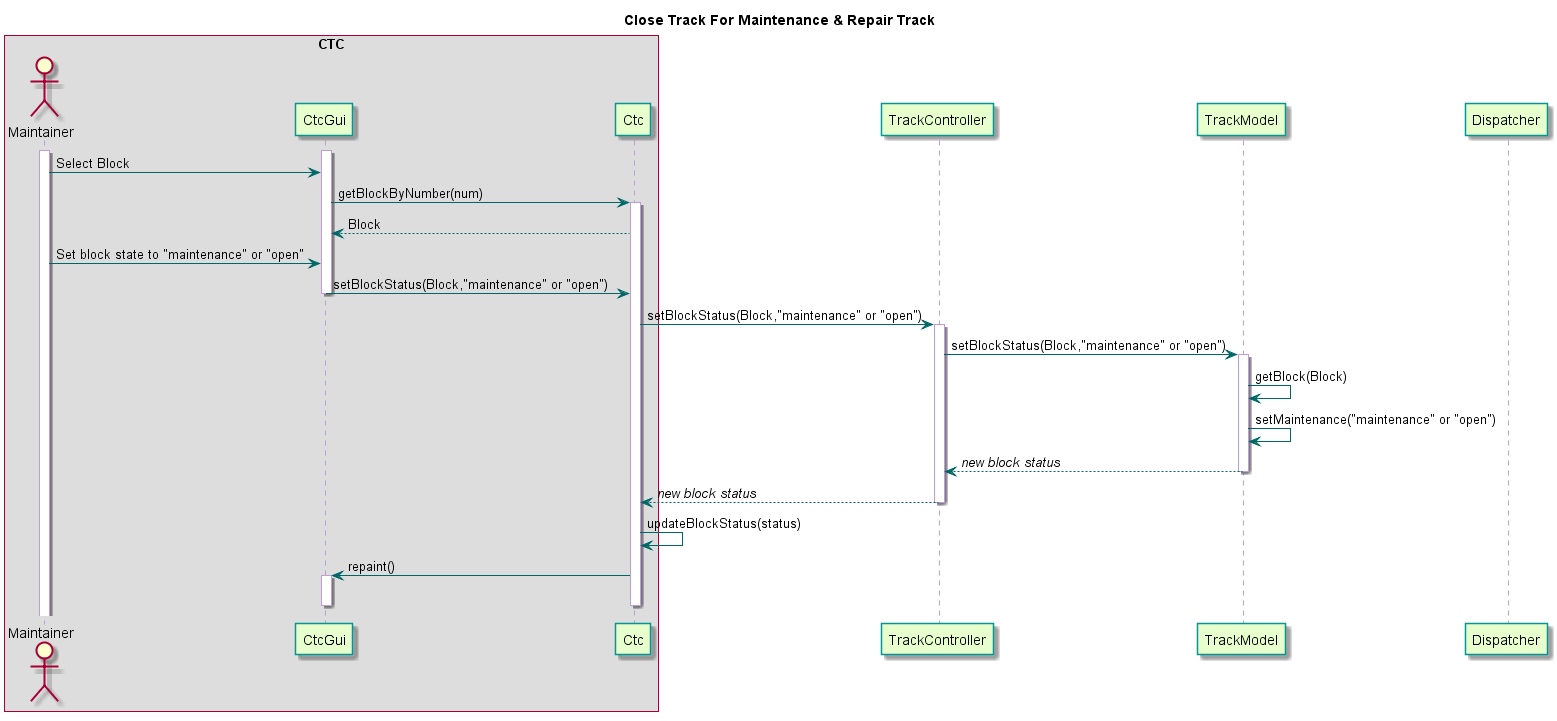 Close Track For Maintenance & Repair Track
CTC
Maintainer
CtcGui
Ctc
TrackController
TrackModel
Dispatcher
Select Block
getBlockByNumber(num)
Block
Set block state to "maintenance" or "open"
setBlockStatus(Block,"maintenance" or "open")
setBlockStatus(Block,"maintenance" or "open")
setBlockStatus(Block,"maintenance" or "open")
getBlock(Block)
setMaintenance("maintenance" or "open")
new block status
new block status
updateBlockStatus(status)
repaint()
Maintainer
CtcGui
Ctc
TrackController
TrackModel
Dispatcher